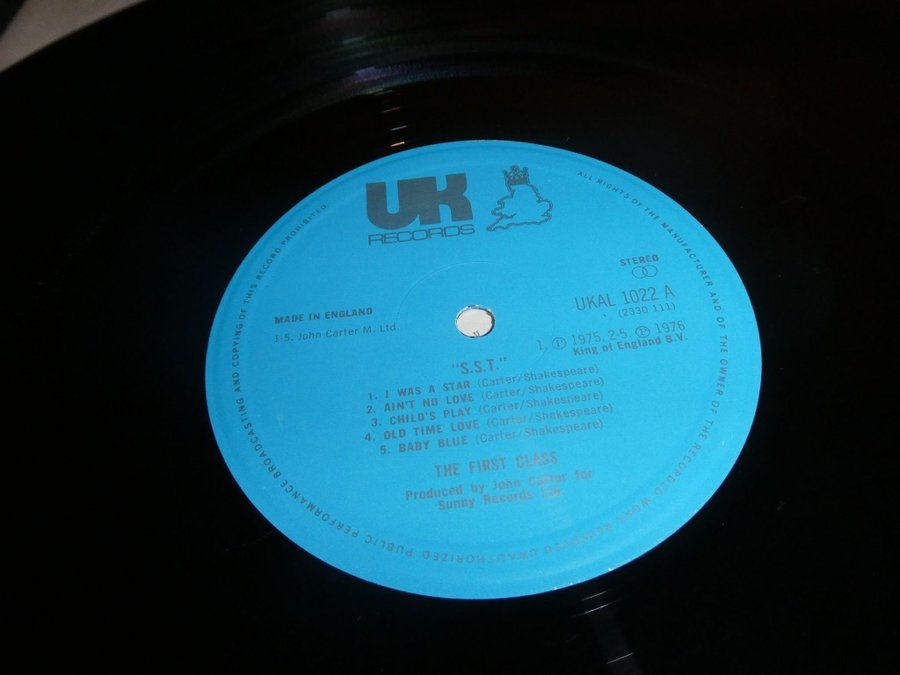 UK
RECORDS
STEREO
UKAL 1022 A
(2330 111)
MADE IN ENGLAND
1-5. John Carter M. Ltd.
1. Ⓟ 1975. 2-5. Ⓟ 1976
King of England B.V.
"S.S.T."
1. I WAS A STAR (Carter/Shakespeare)
2. AIN'T NO LOVE (Carter/Shakespeare)
3. CHILD'S PLAY (Carter/Shakespeare)
4. OLD TIME LOVE (Carter/Shakespeare)
5. BABY BLUE (Carter/Shakespeare)
THE FIRST CLASS
Produced by John Carter for
Sunny Records Ltd.
ALL RIGHTS OF THE MANUFACTURER AND OF THE OWNER OF THE RECORDED WORK RESERVED UNAUTHORIZED PUBLIC PERFORMANCE BROADCASTING AND COPYING OF THIS RECORD PROHIBITED